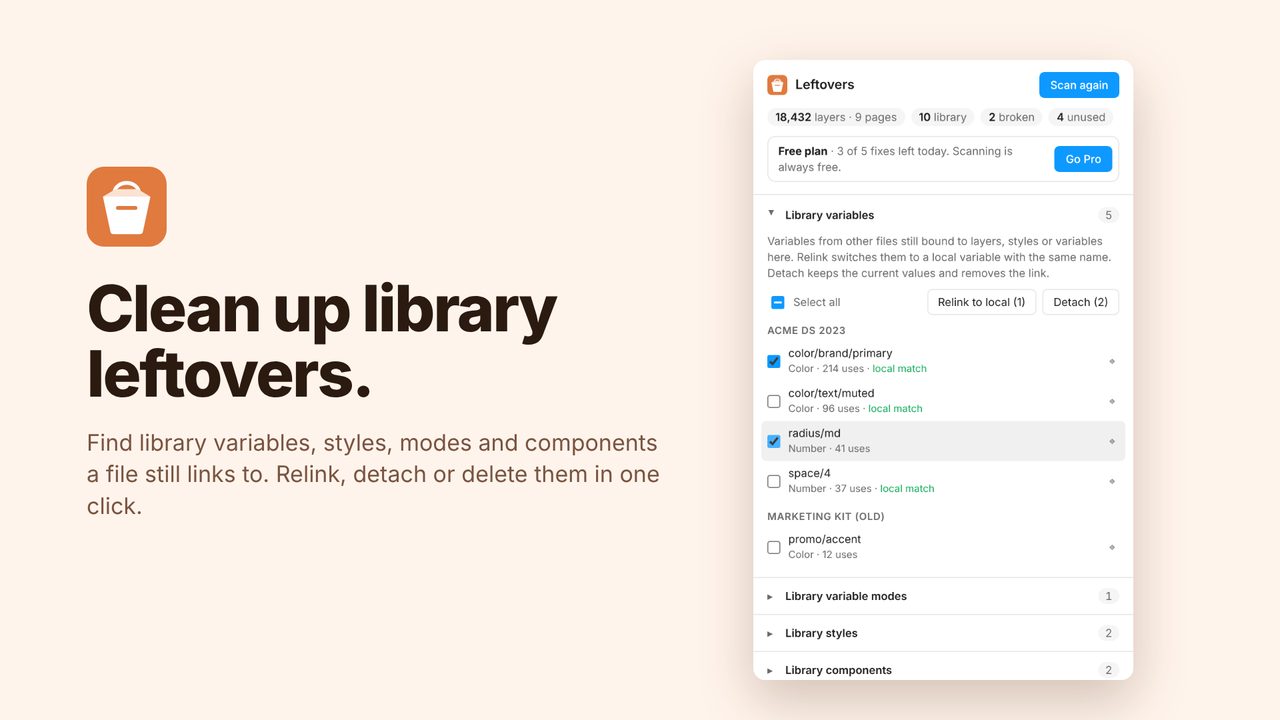 Clean up library
leftovers.
Find library variables, styles, modes and components
a file still links to. Relink, detach or delete them in one
click.
Leftovers
Scan again
18,432 layers · 9 pages
10 library
2 broken
4 unused
Free plan · 3 of 5 fixes left today. Scanning is
always free.
Go Pro
Library variables
5
Variables from other files still bound to layers, styles or variables
here. Relink switches them to a local variable with the same name.
Detach keeps the current values and removes the link.
Select all
Relink to local (1)
Detach (2)
ACME DS 2023
color/brand/primary
Color · 214 uses · local match
color/text/muted
Color · 96 uses · local match
radius/md
Number · 41 uses
space/4
Number · 37 uses · local match
MARKETING KIT (OLD)
promo/accent
Color · 12 uses
Library variable modes
1
Library styles
2
Library components
2